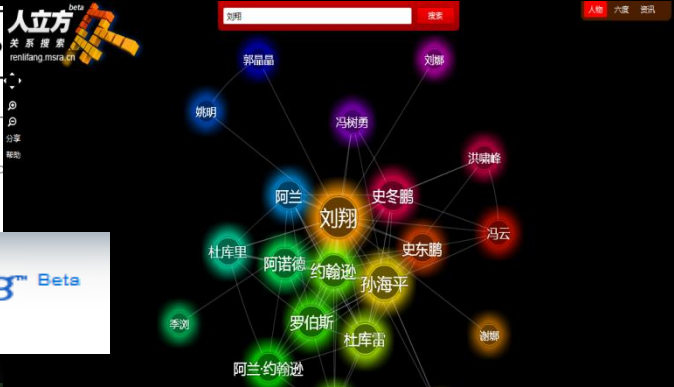 人立方 beta
关系搜索
renlifang.msra.cn
刘翔
搜索
人物 六度 资讯
分享
帮助
郭晶晶
刘娜
姚明
冯树勇
洪啸峰
阿兰
史冬鹏
刘翔
冯云
杜库里
史东鹏
阿诺德
约翰逊
孙海平
季浏
罗伯斯
杜库雷
谢娜
阿兰·约翰逊
™ Beta